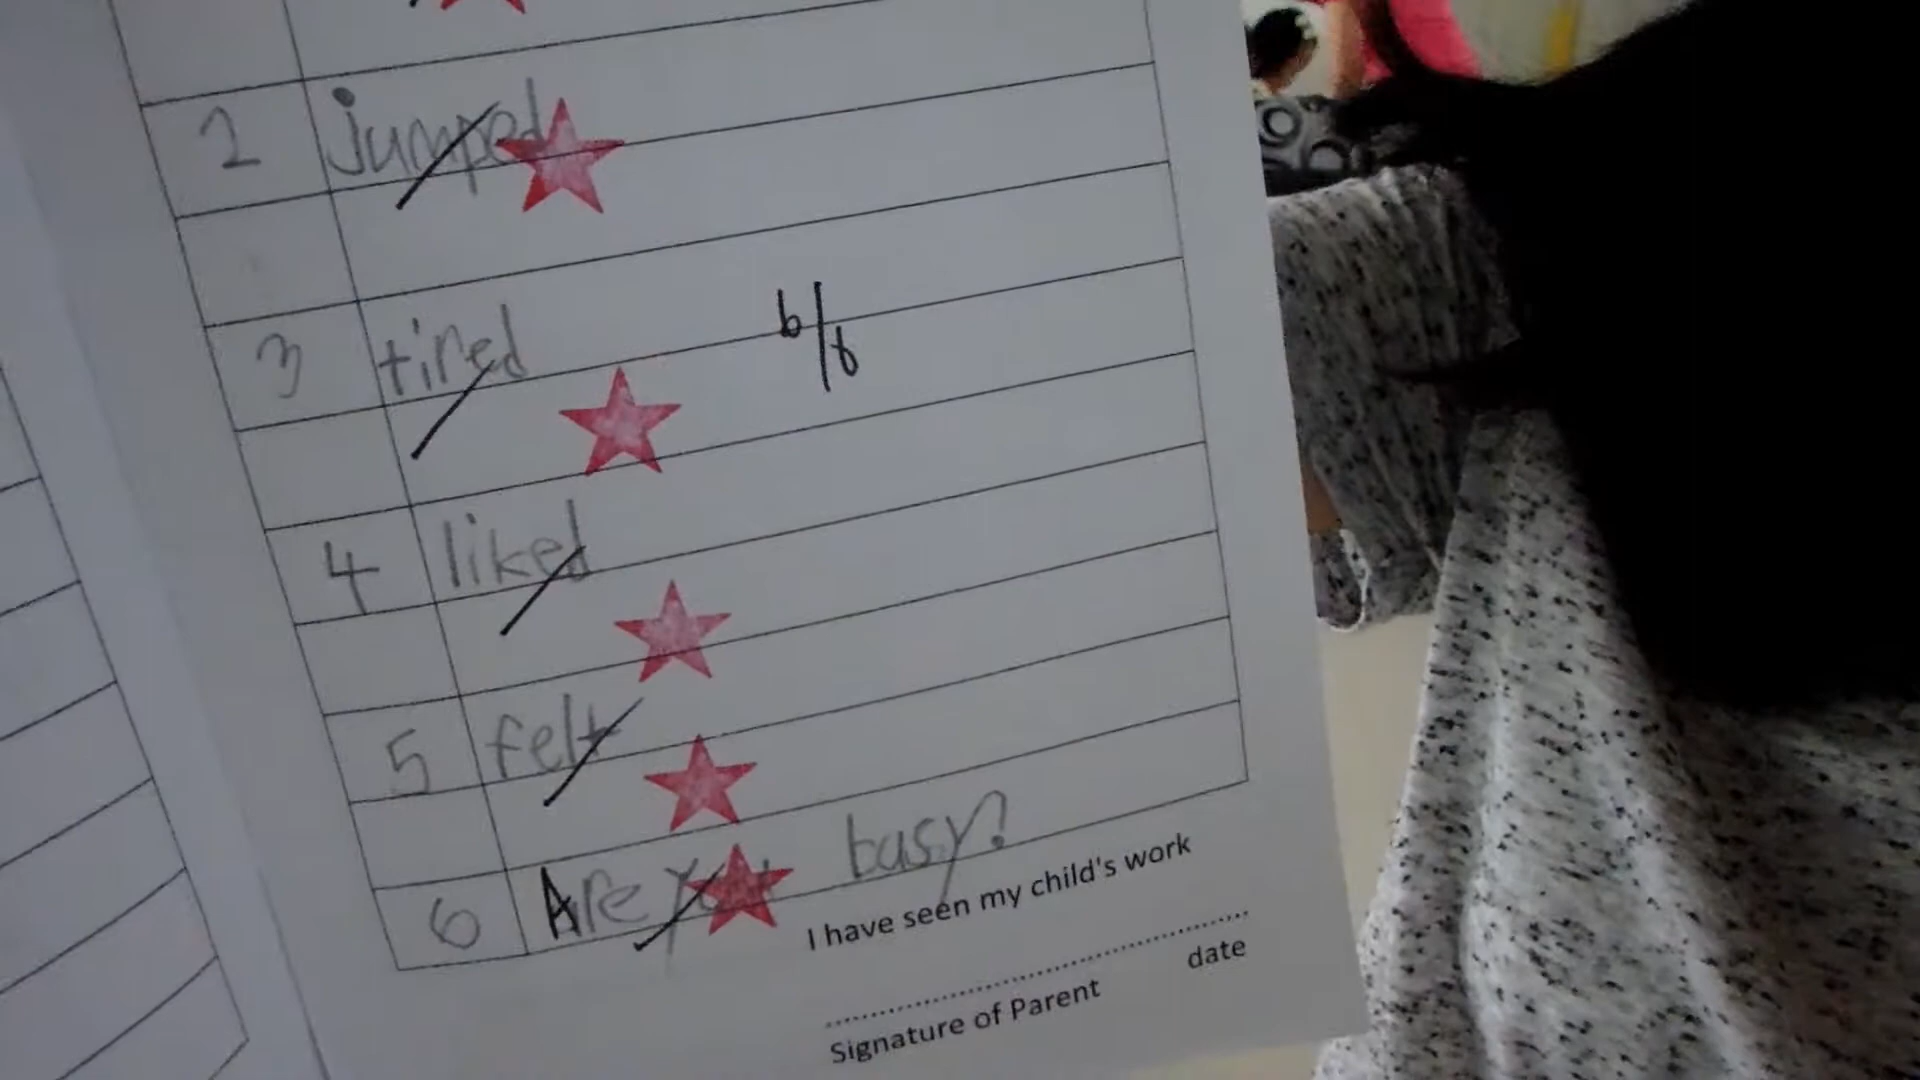 2 jumped
3 tired
6/6
4 liked
5 felt
6 Are you busy?
I have seen my child's work
Signature of Parent date